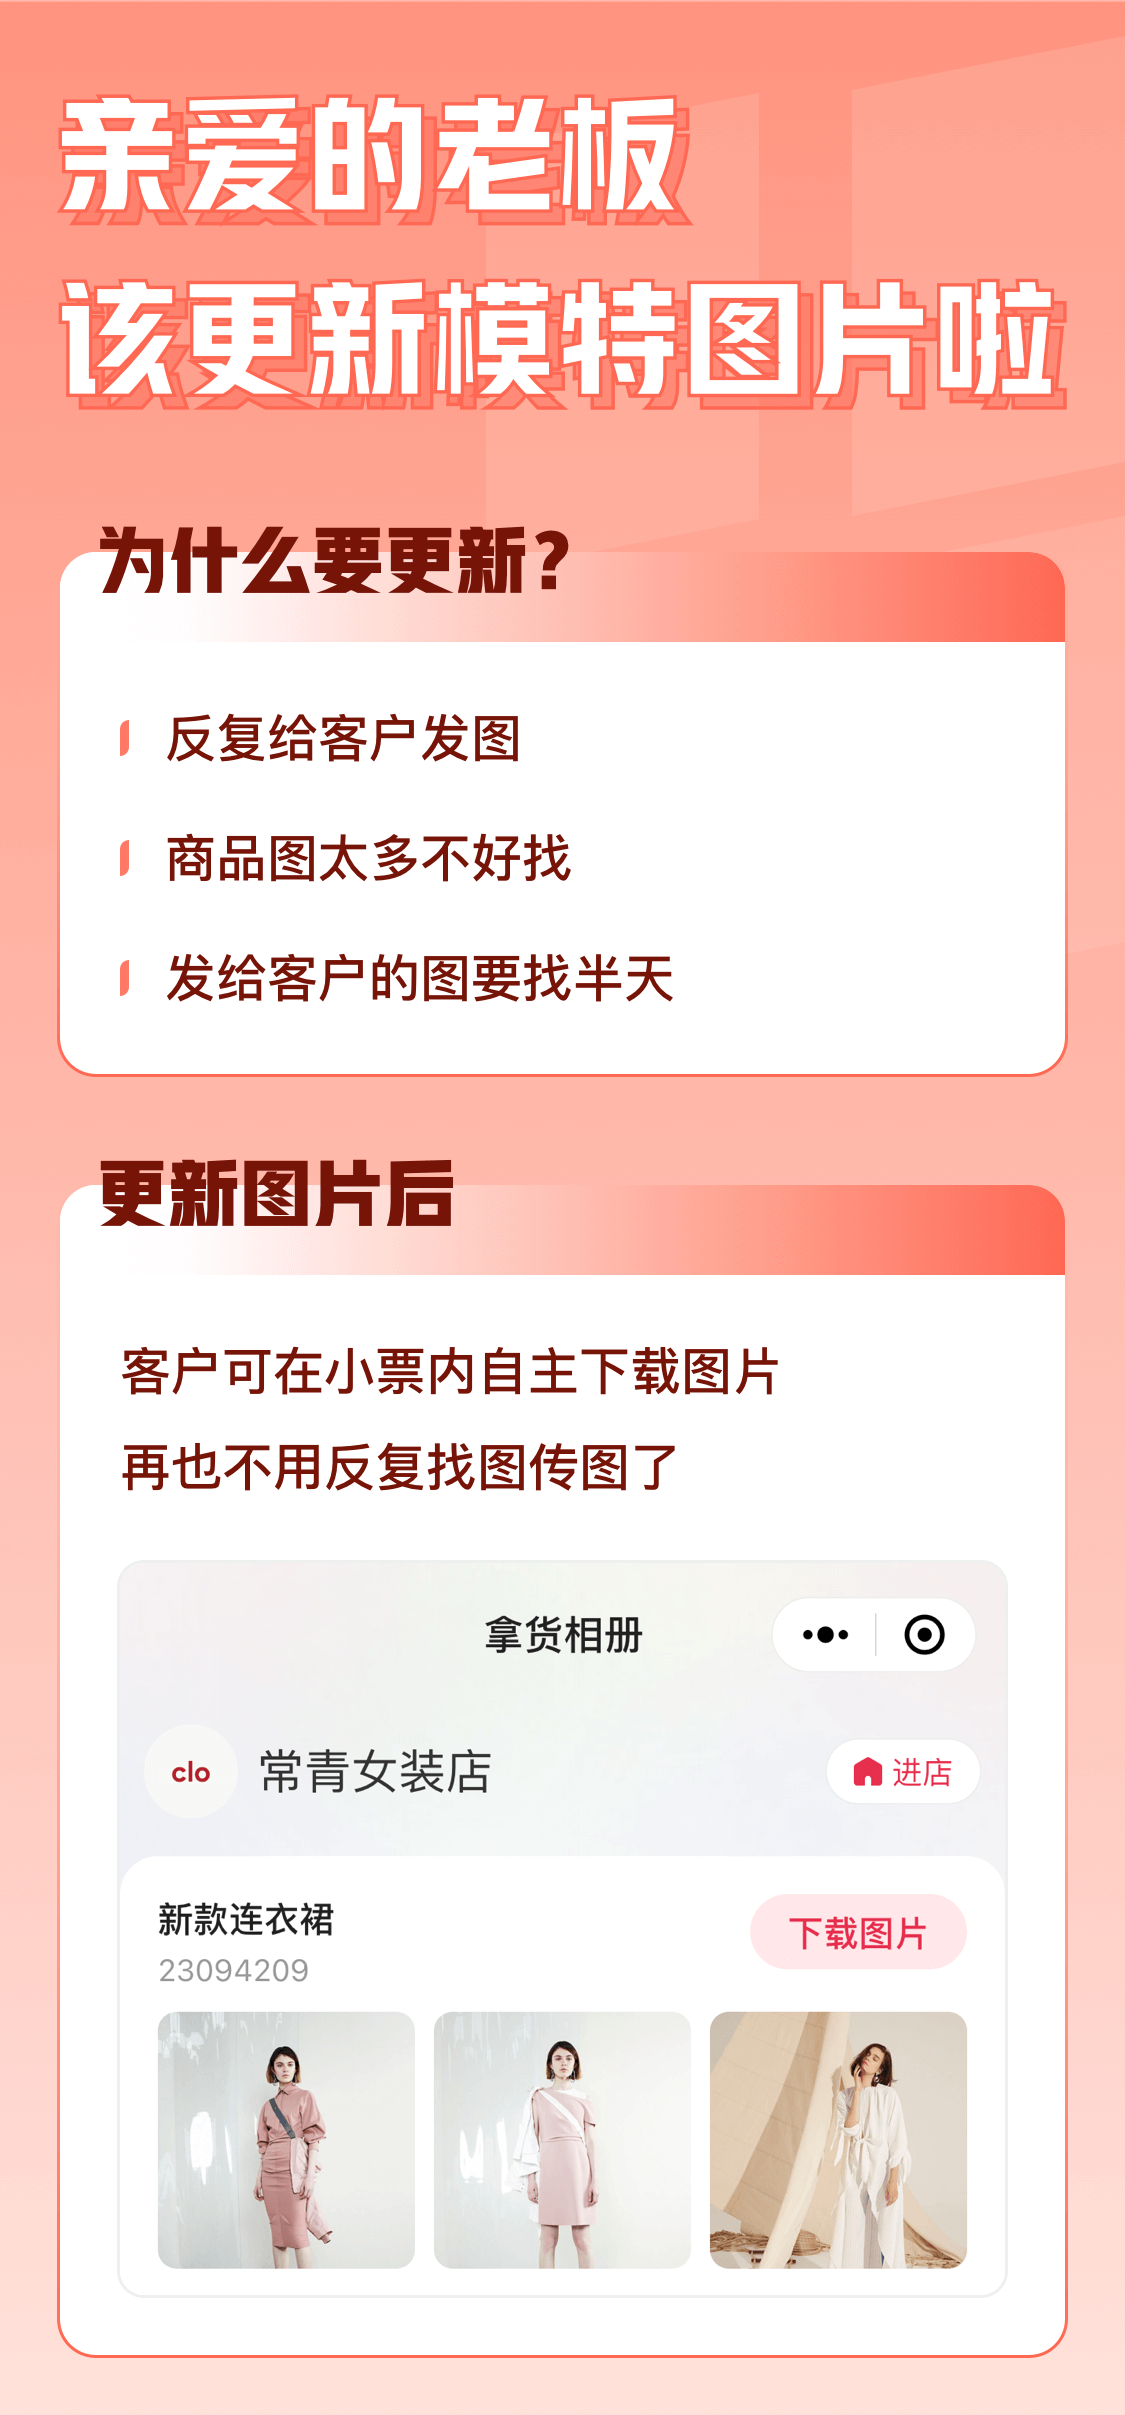 亲爱的老板
该更新模特图片啦
为什么要更新?
反复给客户发图
商品图太多不好找
发给客户的图要找半天
更新图片后
客户可在小票内自主下载图片
再也不用反复找图传图了
拿货相册
clo 常青女装店 进店
新款连衣裙 下载图片
23094209